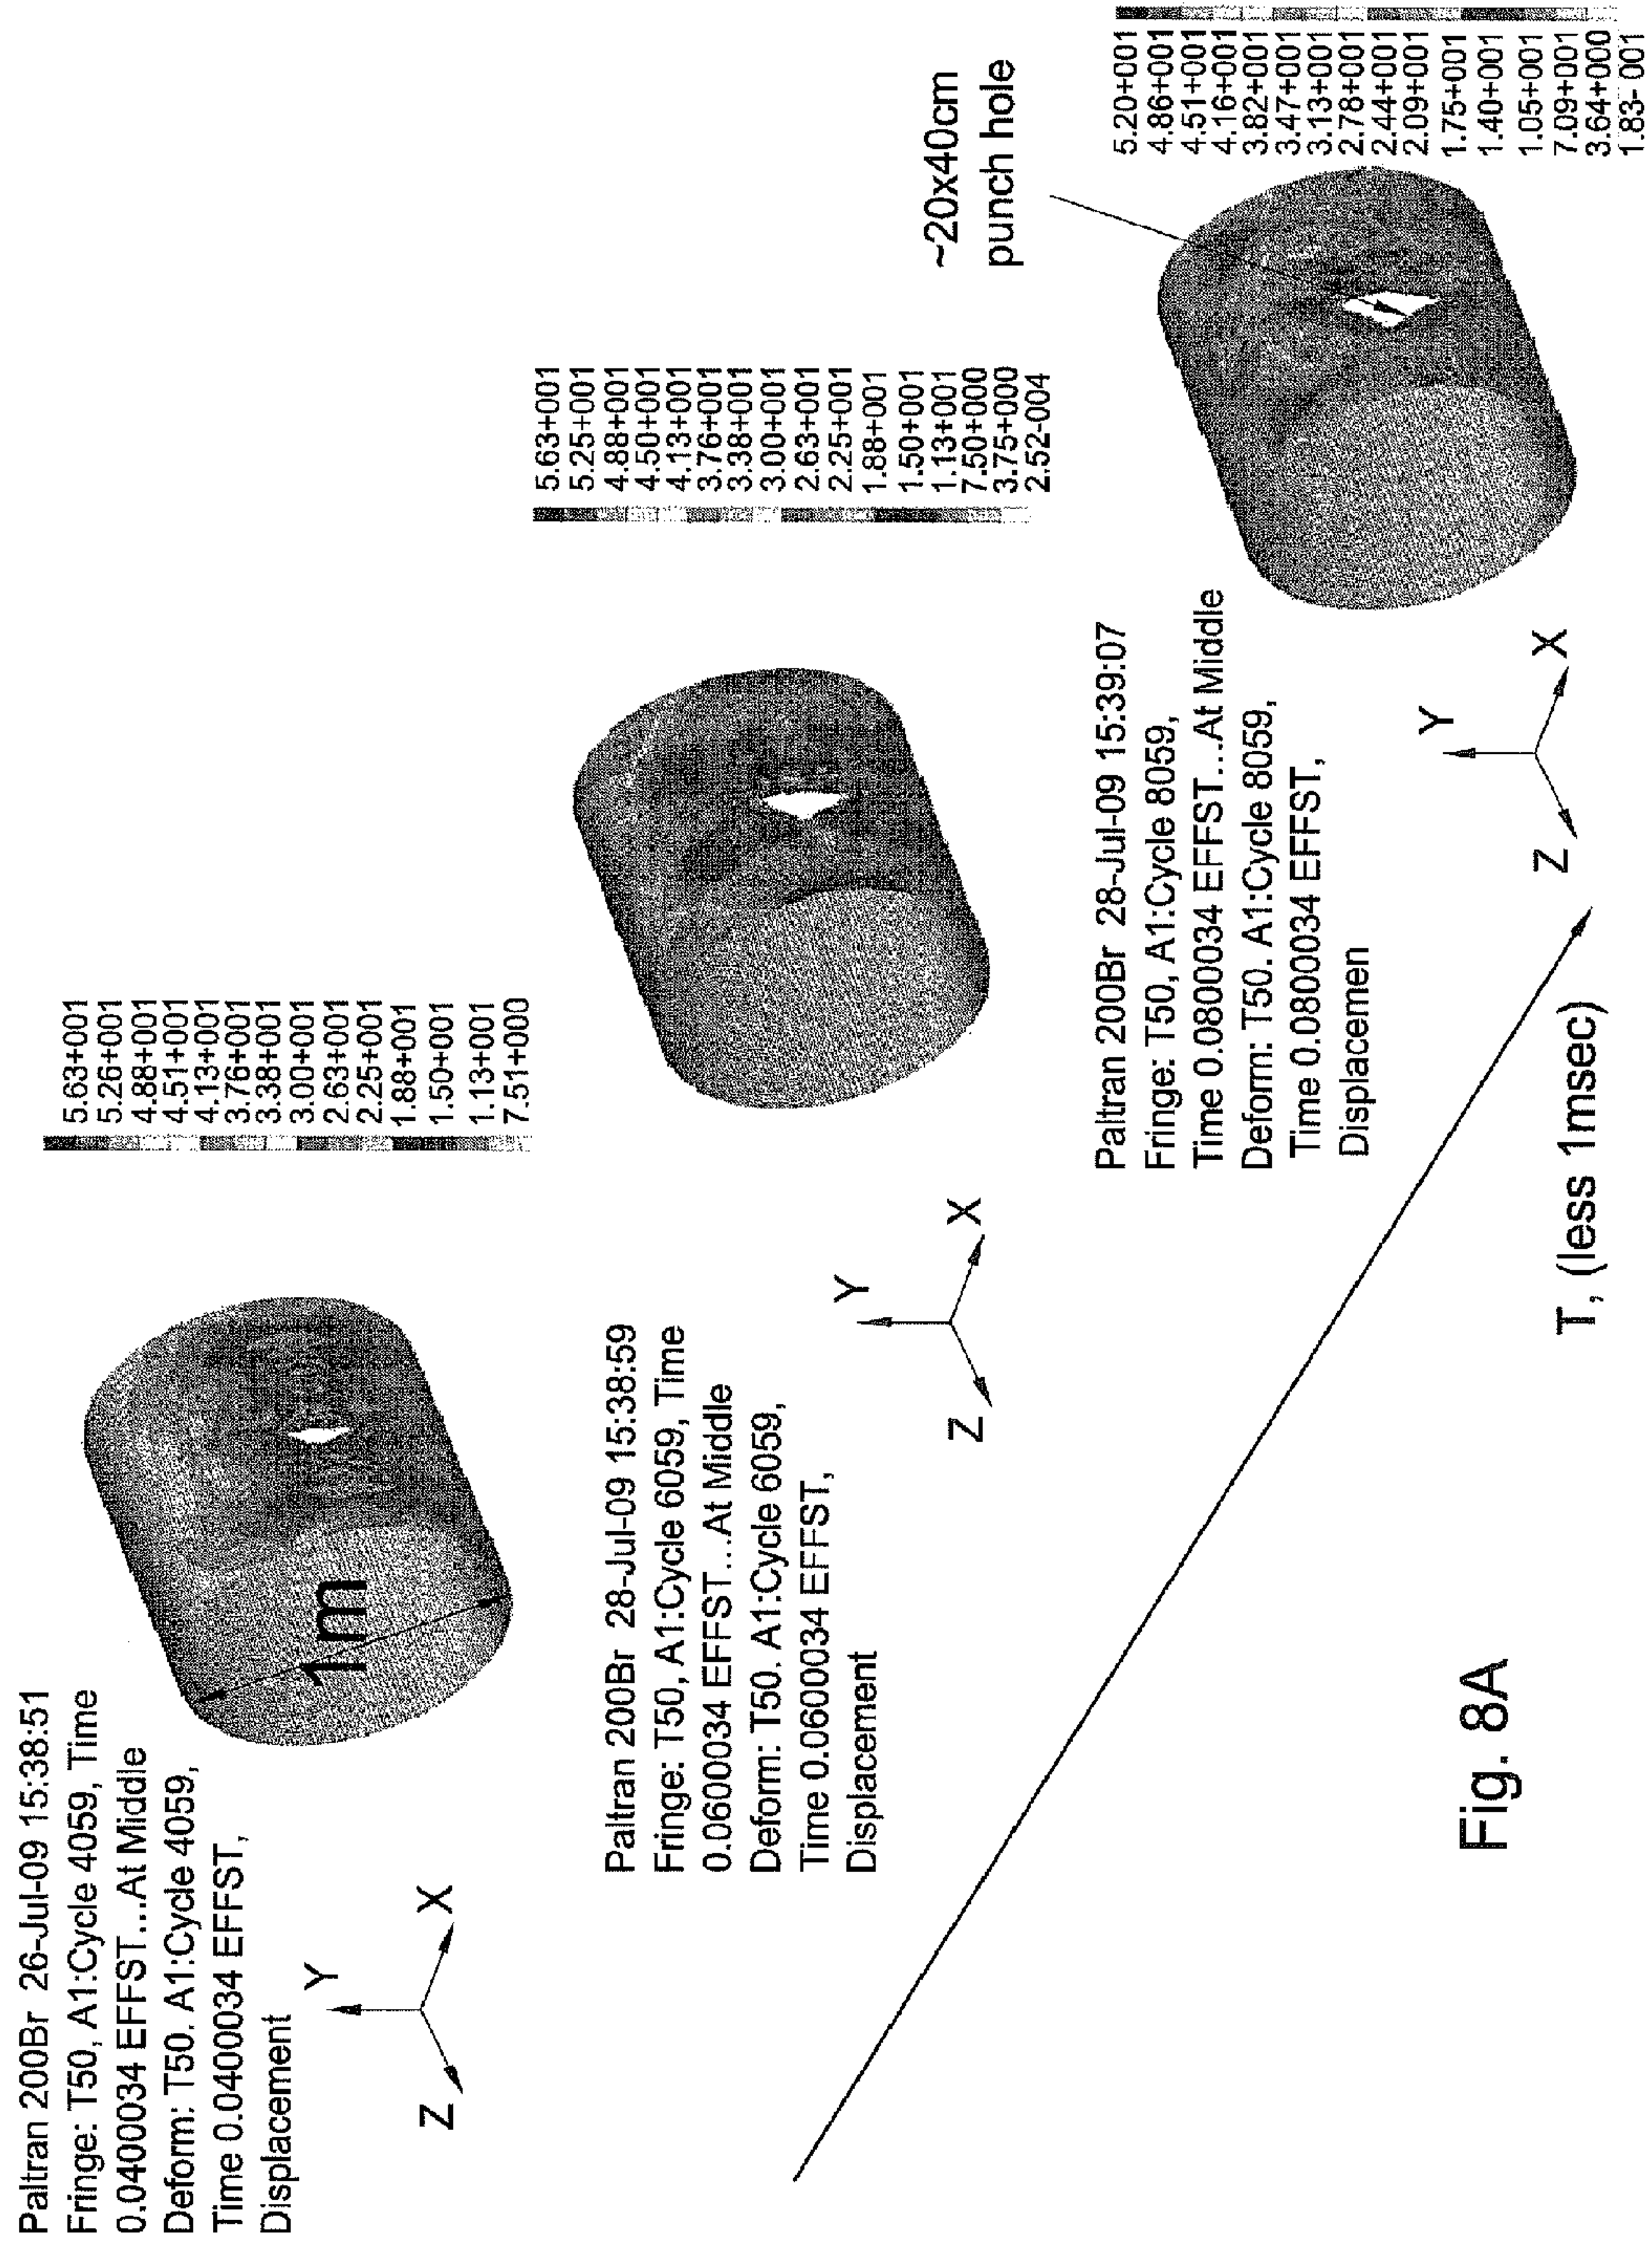 Paltran 200Br 26-Jul-09 15:38:51
Fringe: T50, A1:Cycle 4059, Time
0.0400034 EFFST...At Middle
Deform: T50. A1:Cycle 4059,
Time 0.0400034 EFFST,
Displacement
Y
Z
X
1m
5.63+001
5.26+001
4.88+001
4.51+001
4.13+001
3.76+001
3.38+001
3.00+001
2.63+001
2.25+001
1.88+001
1.50+001
1.13+001
7.51+000
Paltran 200Br 28-Jul-09 15:38:59
Fringe: T50, A1:Cycle 6059, Time
0.0600034 EFFST...At Middle
Deform: T50. A1:Cycle 6059,
Time 0.0600034 EFFST,
Displacement
Y
Z
X
5.63+001
5.25+001
4.88+001
4.50+001
4.13+001
3.76+001
3.38+001
3.00+001
2.63+001
2.25+001
1.88+001
1.50+001
1.13+001
7.50+000
3.75+000
2.52-004
Paltran 200Br 28-Jul-09 15:39:07
Fringe: T50, A1:Cycle 8059,
Time 0.0800034 EFFST...At Middle
Deform: T50. A1:Cycle 8059,
Time 0.0800034 EFFST,
Displacemen
Y
Z
X
~20x40cm
punch hole
5.20+001
4.86+001
4.51+001
4.16+001
3.82+001
3.47+001
3.13+001
2.78+001
2.44+001
2.09+001
1.75+001
1.40+001
1.05+001
7.09+001
3.64+000
1.83-001
T, (less 1msec)
Fig. 8A